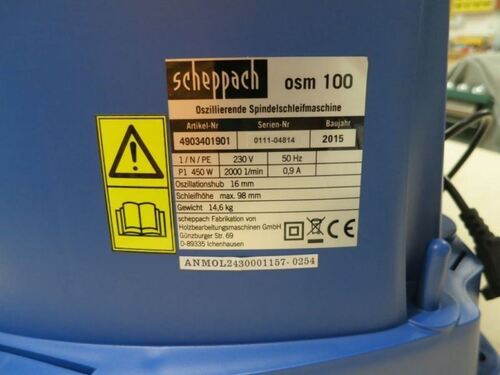 scheppach osm 100
Oszillierende Spindelschleifmaschine
Artikel-Nr Serien-Nr Baujahr
4903401901 0111-04814 2015
1 / N / PE 230 V 50 Hz
P1 450 W 2000 1/min 0,9 A
Oszillationshub 16 mm
Schleifhöhe max. 98 mm
Gewicht 14,6 kg
scheppach Fabrikation von
Holzbearbeitungsmaschinen GmbH
Günzburger Str. 69
D-89335 Ichenhausen
CE
ANMOL2430001157-0254